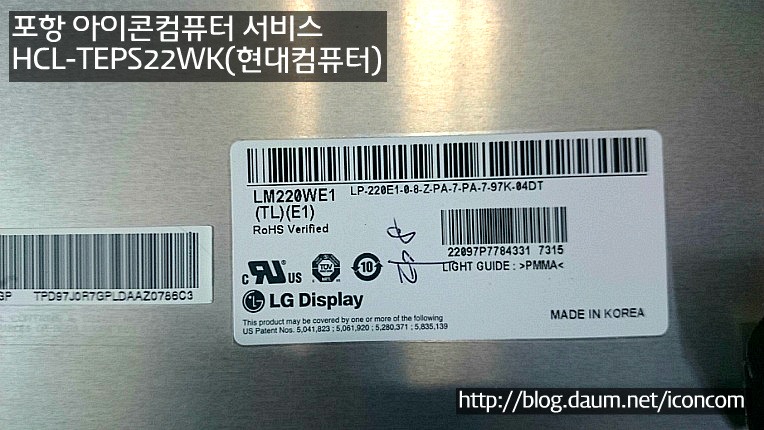 포항 아이콘컴퓨터 서비스
HCL-TEPS22WK(현대컴퓨터)
LM220WE1 LP-220E1-0-8-Z-PA-7-PA-7-97K-04DT
(TL)(E1)
RoHS Verified
22097P7784331 7315
LIGHT GUIDE : >PMMA<
c US
TÜV
10
LG Display
This product may be covered by one or more of the following
US Patent Nos. 5,041,823 ; 5,061,920 ; 5,280,371 ; 5,835,139
MADE IN KOREA
GP TPD97J0R7GPLDAAZ0786C3
http://blog.daum.net/iconcom